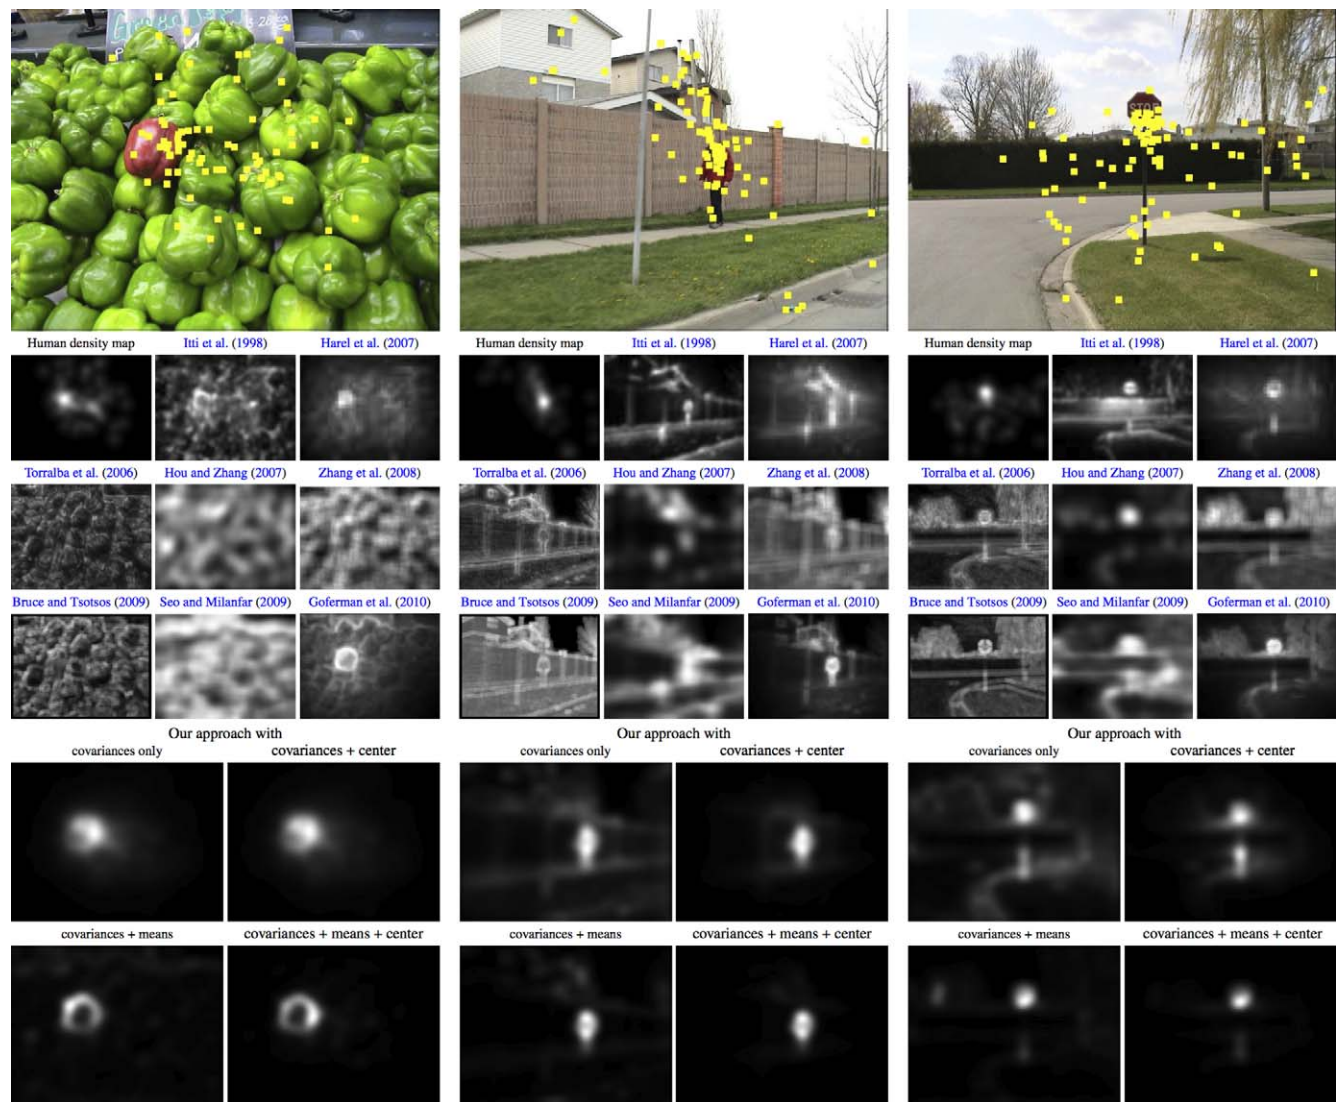 STOP
Human density map Itti et al. (1998) Harel et al. (2007) Human density map Itti et al. (1998) Harel et al. (2007) Human density map Itti et al. (1998) Harel et al. (2007)
Torralba et al. (2006) Hou and Zhang (2007) Zhang et al. (2008) Torralba et al. (2006) Hou and Zhang (2007) Zhang et al. (2008) Torralba et al. (2006) Hou and Zhang (2007) Zhang et al. (2008)
Bruce and Tsotsos (2009) Seo and Milanfar (2009) Goferman et al. (2010) Bruce and Tsotsos (2009) Seo and Milanfar (2009) Goferman et al. (2010) Bruce and Tsotsos (2009) Seo and Milanfar (2009) Goferman et al. (2010)
Our approach with Our approach with Our approach with
covariances only covariances + center covariances only covariances + center covariances only covariances + center
covariances + means covariances + means + center covariances + means covariances + means + center covariances + means covariances + means + center